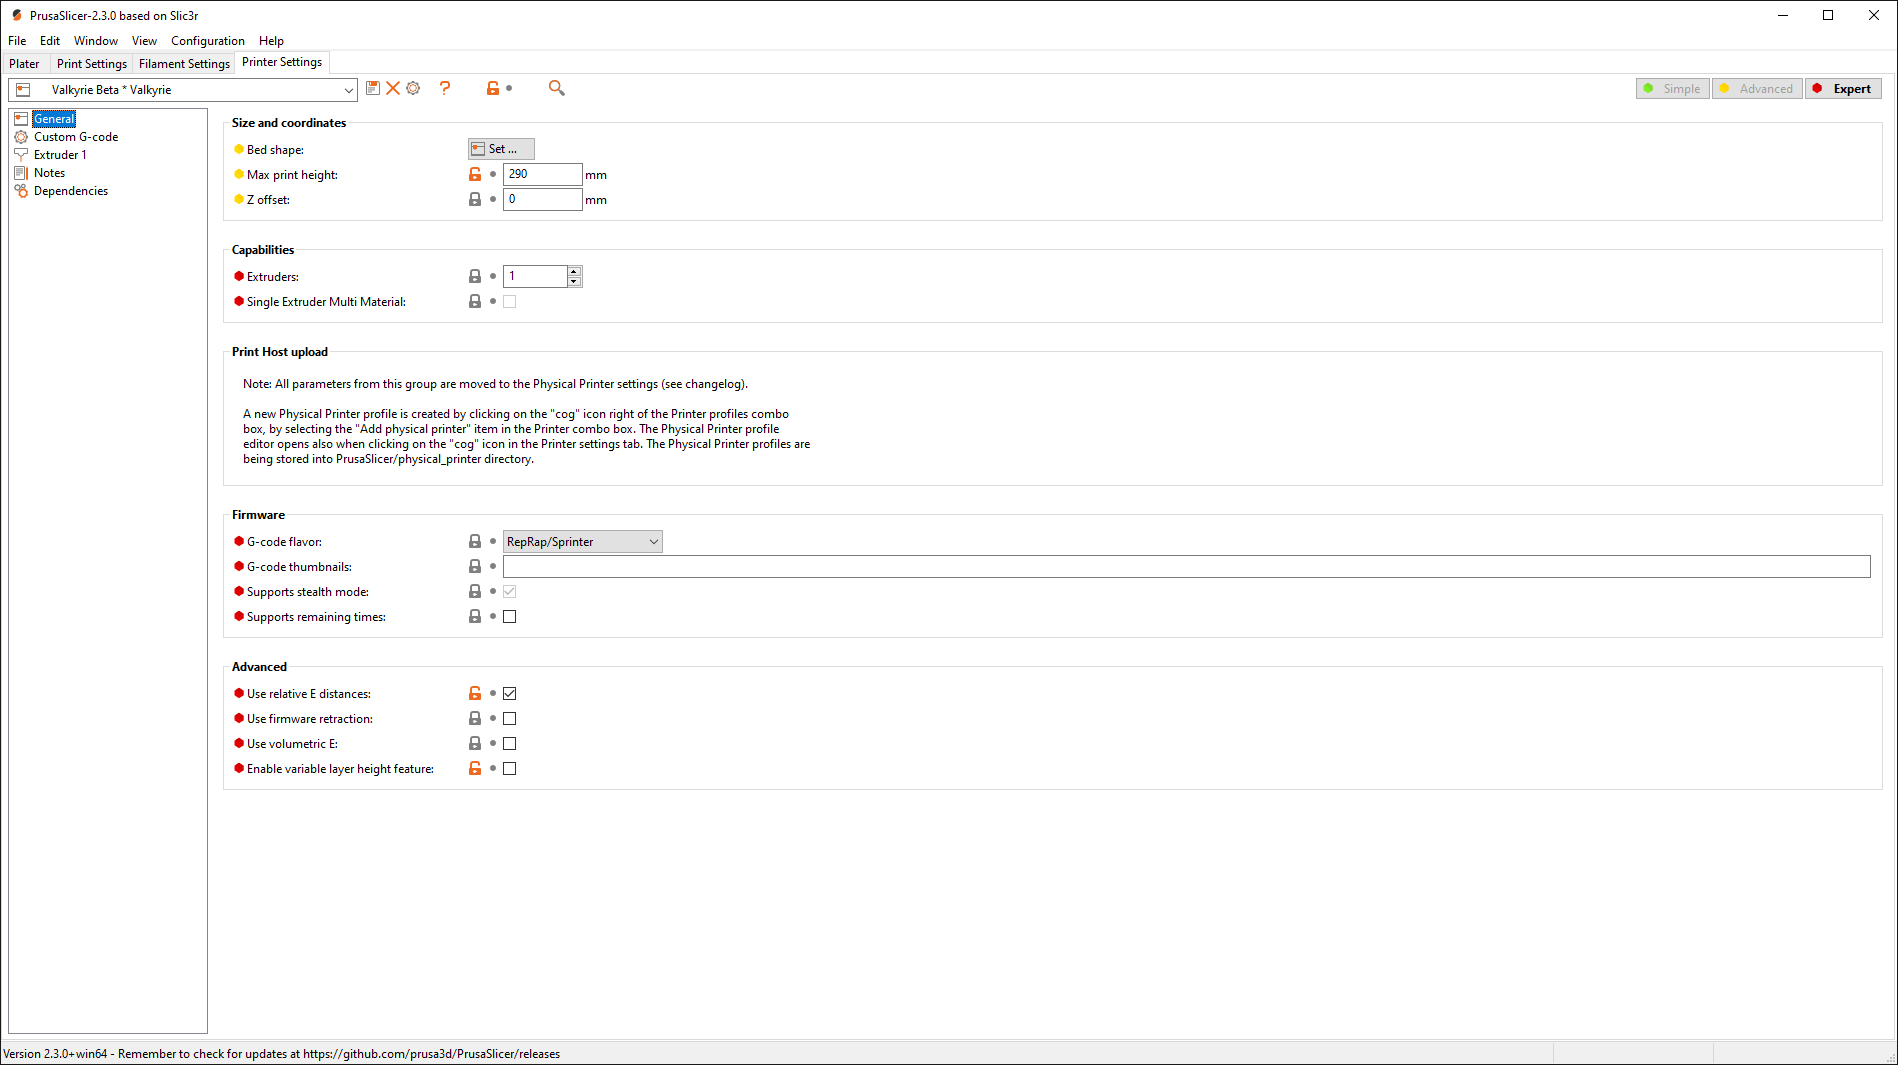 PrusaSlicer-2.3.0 based on Slic3r
File Edit Window View Configuration Help
Plater Print Settings Filament Settings Printer Settings
Valkyrie Beta * Valkyrie
? Simple Advanced Expert
General
Custom G-code
Extruder 1
Notes
Dependencies
Size and coordinates
Bed shape: Set ...
Max print height: 290 mm
Z offset: 0 mm
Capabilities
Extruders: 1
Single Extruder Multi Material:
Print Host upload
Note: All parameters from this group are moved to the Physical Printer settings (see changelog).
A new Physical Printer profile is created by clicking on the "cog" icon right of the Printer profiles combo
box, by selecting the "Add physical printer" item in the Printer combo box. The Physical Printer profile
editor opens also when clicking on the "cog" icon in the Printer settings tab. The Physical Printer profiles are
being stored into PrusaSlicer/physical_printer directory.
Firmware
G-code flavor: RepRap/Sprinter
G-code thumbnails:
Supports stealth mode:
Supports remaining times:
Advanced
Use relative E distances:
Use firmware retraction:
Use volumetric E:
Enable variable layer height feature:
Version 2.3.0+win64 - Remember to check for updates at https://github.com/prusa3d/PrusaSlicer/releases